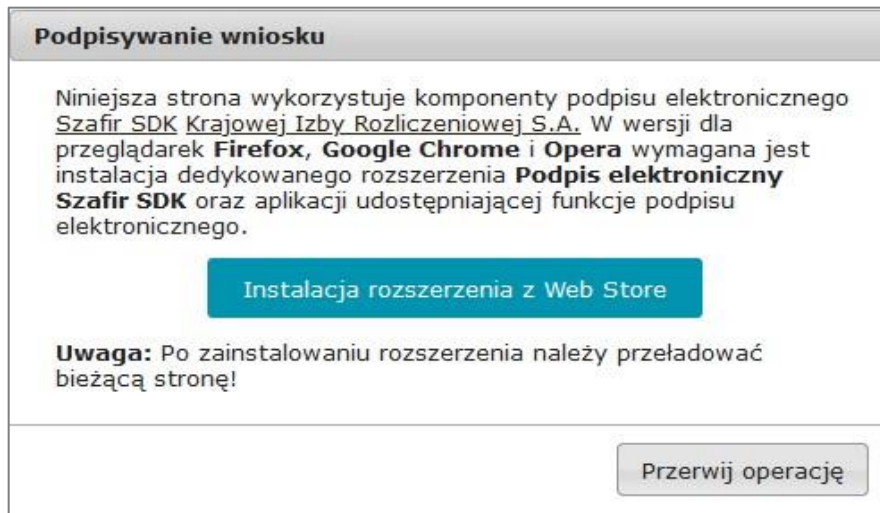 Podpisywanie wniosku
Niniejsza strona wykorzystuje komponenty podpisu elektronicznego
Szafir SDK Krajowej Izby Rozliczeniowej S.A. W wersji dla
przeglądarek Firefox, Google Chrome i Opera wymagana jest
instalacja dedykowanego rozszerzenia Podpis elektroniczny
Szafir SDK oraz aplikacji udostępniającej funkcje podpisu
elektronicznego.
Instalacja rozszerzenia z Web Store
Uwaga: Po zainstalowaniu rozszerzenia należy przeładować
bieżącą stronę!
Przerwij operację